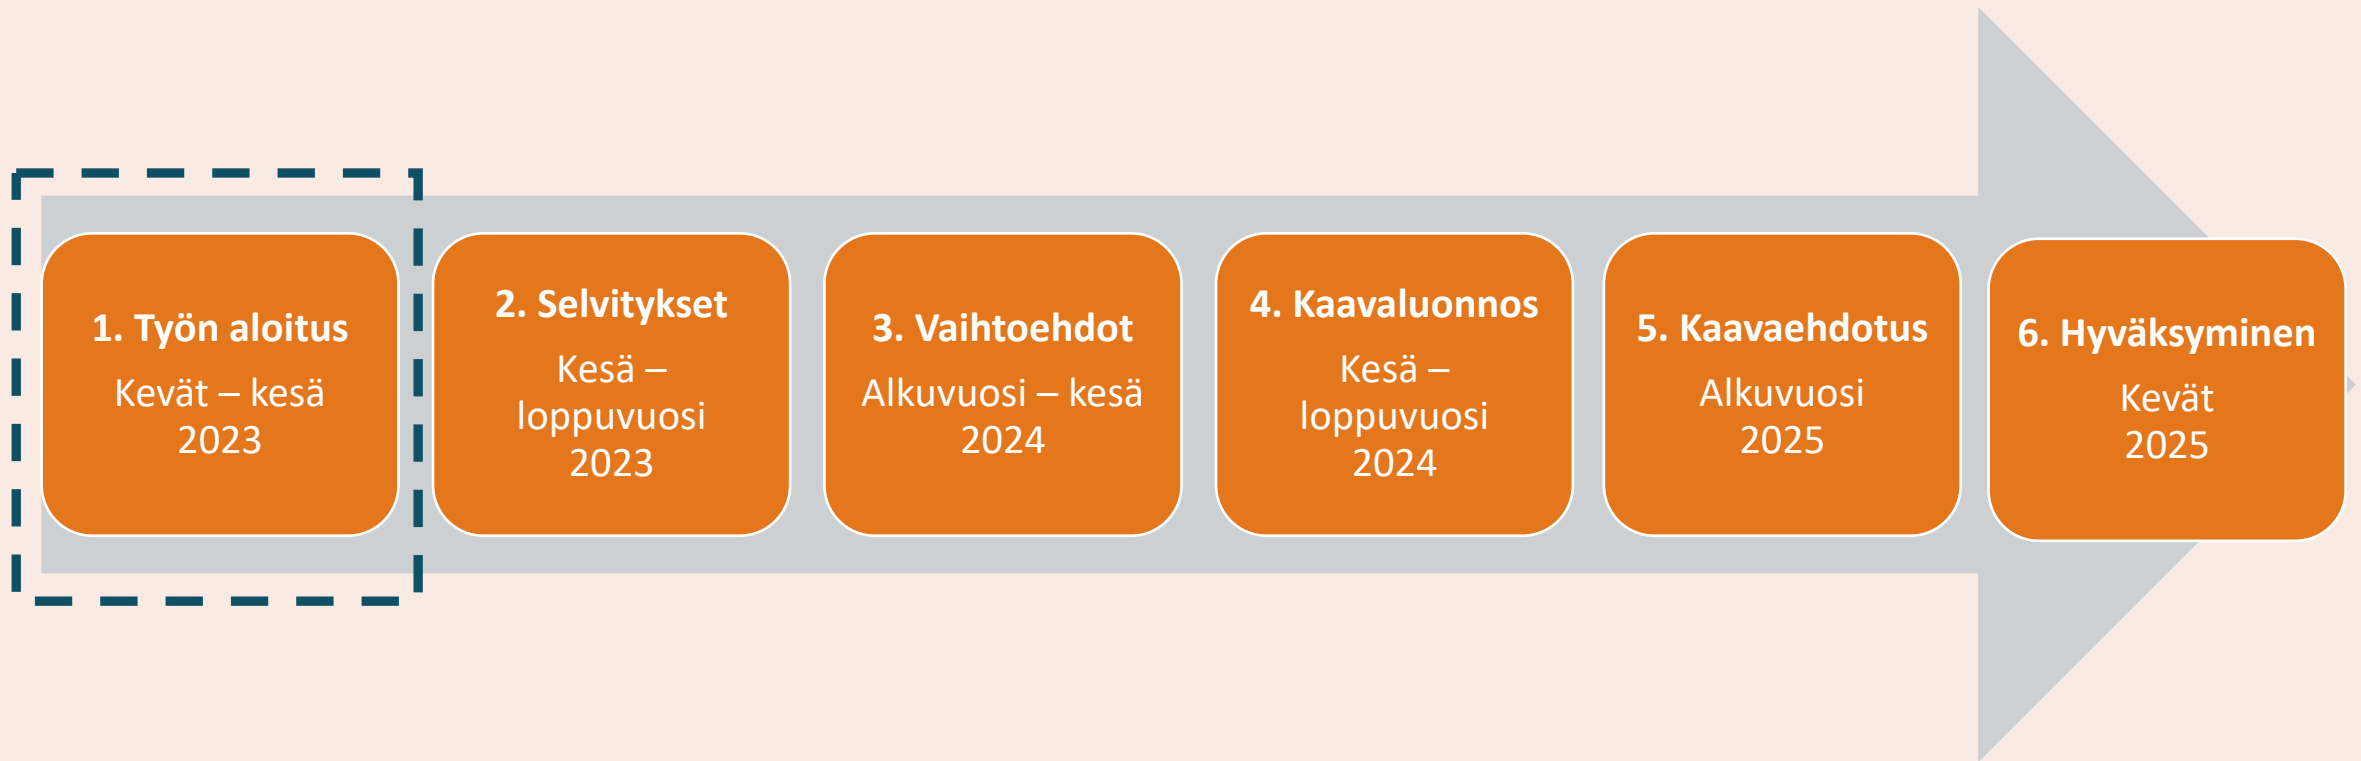 1. Työn aloitus
Kevät – kesä
2023
2. Selvitykset
Kesä –
loppuvuosi
2023
3. Vaihtoehdot
Alkuvuosi – kesä
2024
4. Kaavaluonnos
Kesä –
loppuvuosi
2024
5. Kaavaehdotus
Alkuvuosi
2025
6. Hyväksyminen
Kevät
2025